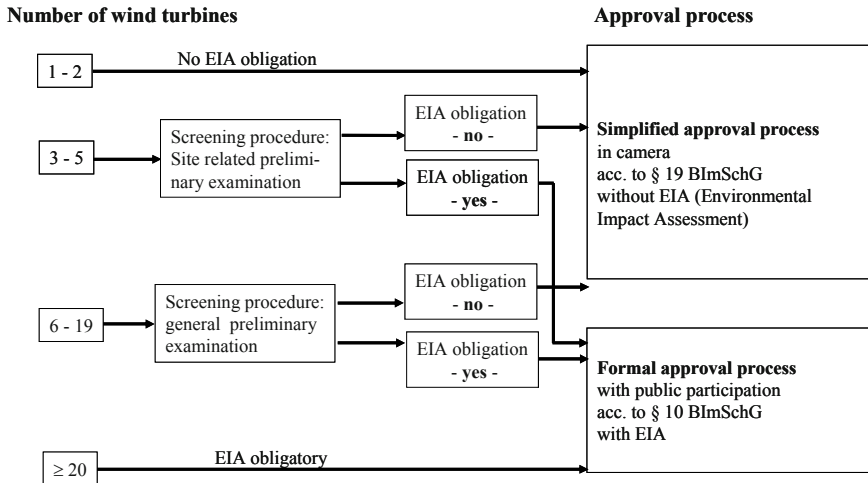 Number of wind turbines
Approval process
No EIA obligation
1 - 2
3 - 5
Screening procedure:
Site related prelimi-
nary examination
EIA obligation
- no -
EIA obligation
- yes -
Simplified approval process
in camera
acc. to § 19 BImSchG
without EIA (Environmental
Impact Assessment)
6 - 19
Screening procedure:
general preliminary
examination
EIA obligation
- no -
EIA obligation
- yes -
Formal approval process
with public participation
acc. to § 10 BImSchG
with EIA
≥ 20
EIA obligatory